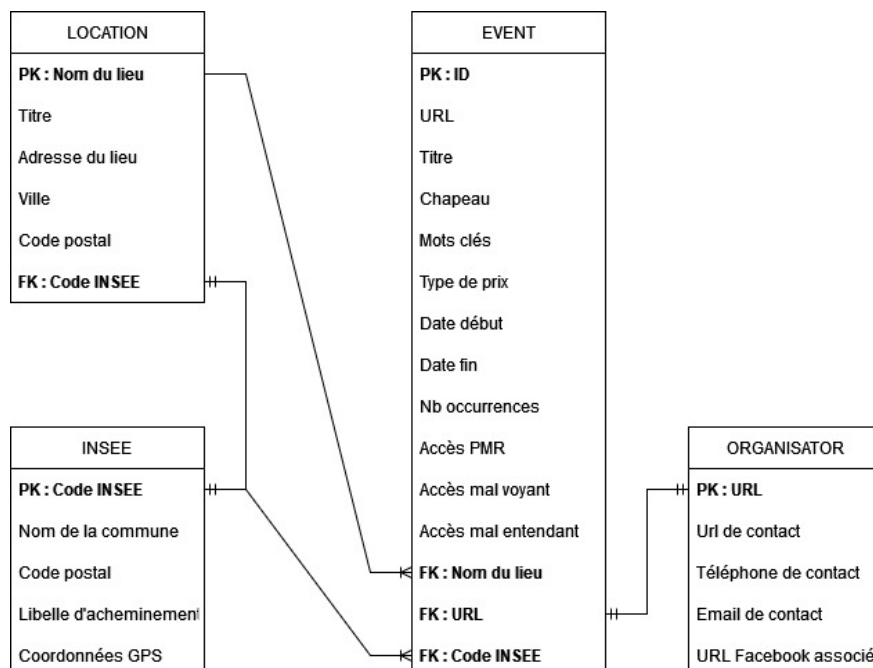 LOCATION
PK : Nom du lieu
Titre
Adresse du lieu
Ville
Code postal
FK : Code INSEE
EVENT
PK : ID
URL
Titre
Chapeau
Mots clés
Type de prix
Date début
Date fin
Nb occurrences
Accès PMR
Accès mal voyant
Accès mal entendant
FK : Nom du lieu
FK : URL
FK : Code INSEE
INSEE
PK : Code INSEE
Nom de la commune
Code postal
Libelle d'acheminement
Coordonnées GPS
ORGANISATOR
PK : URL
Url de contact
Téléphone de contact
Email de contact
URL Facebook associé